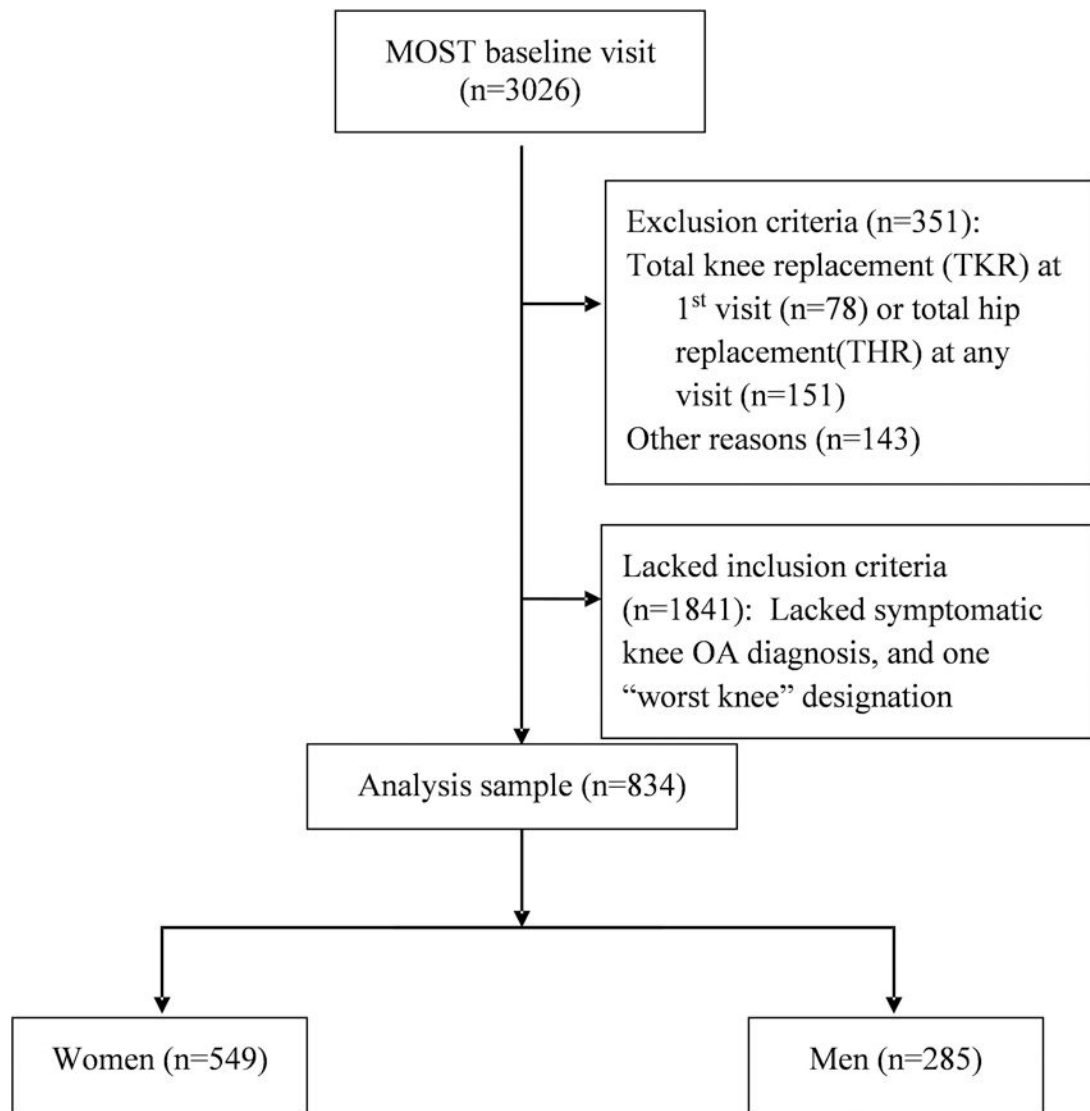 MOST baseline visit
(n=3026)
Exclusion criteria (n=351):
Total knee replacement (TKR) at
1st visit (n=78) or total hip
replacement(THR) at any
visit (n=151)
Other reasons (n=143)
Lacked inclusion criteria
(n=1841):  Lacked symptomatic
knee OA diagnosis, and one
“worst knee” designation
Analysis sample (n=834)
Women (n=549)
Men (n=285)